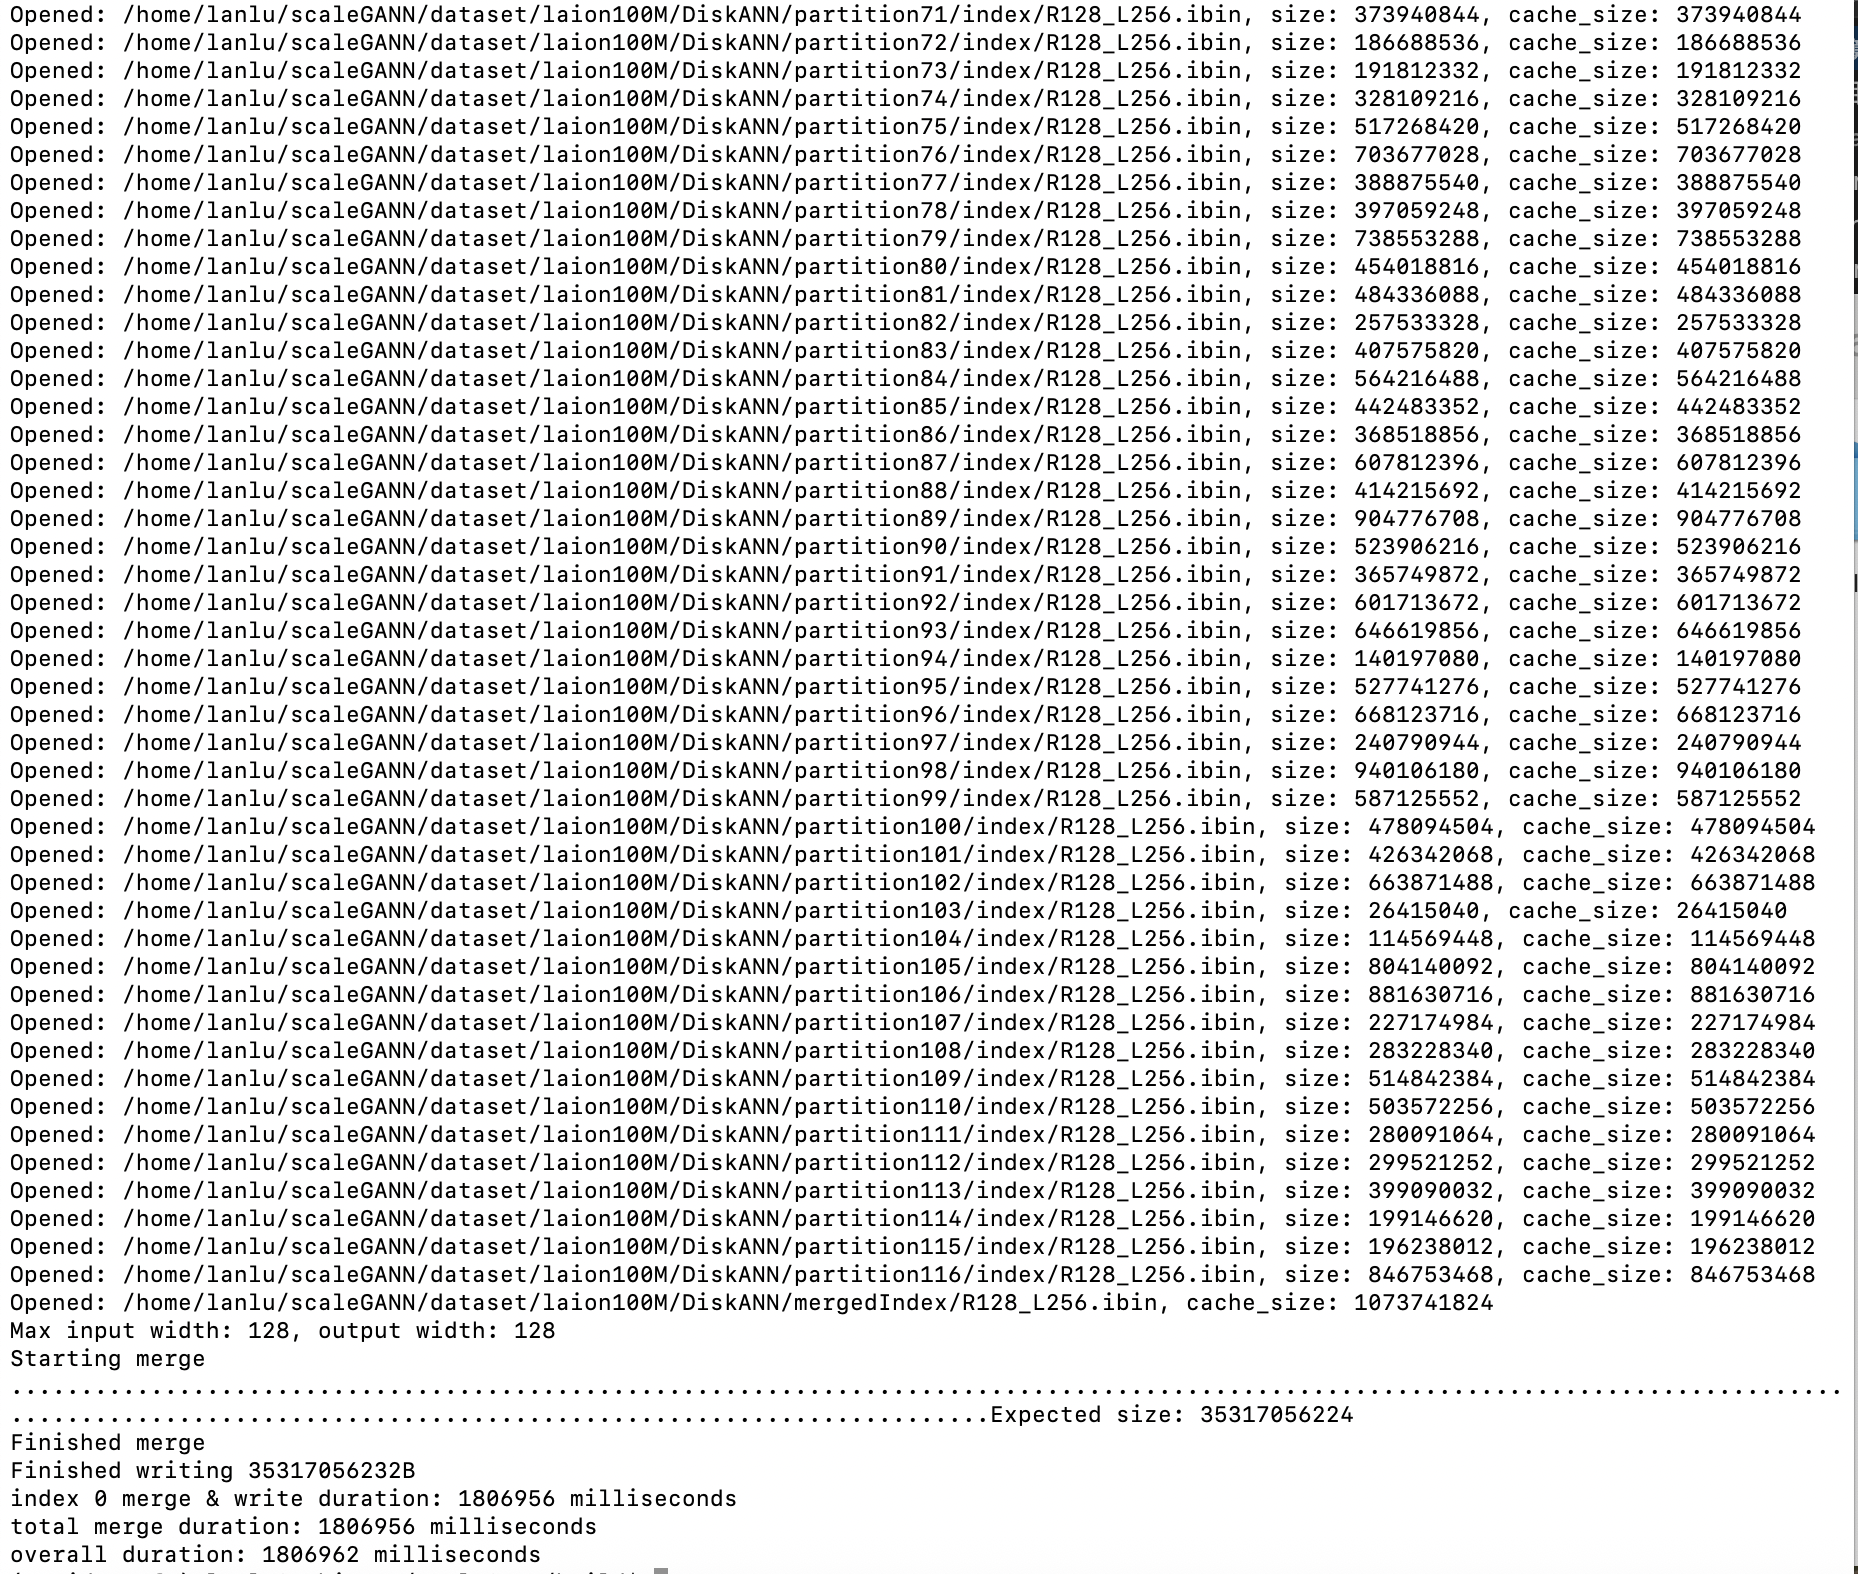 Opened: /home/lanlu/scaleGANN/dataset/laion100M/DiskANN/partition71/index/R128_L256.ibin, size: 373940844, cache_size: 373940844
Opened: /home/lanlu/scaleGANN/dataset/laion100M/DiskANN/partition72/index/R128_L256.ibin, size: 186688536, cache_size: 186688536
Opened: /home/lanlu/scaleGANN/dataset/laion100M/DiskANN/partition73/index/R128_L256.ibin, size: 191812332, cache_size: 191812332
Opened: /home/lanlu/scaleGANN/dataset/laion100M/DiskANN/partition74/index/R128_L256.ibin, size: 328109216, cache_size: 328109216
Opened: /home/lanlu/scaleGANN/dataset/laion100M/DiskANN/partition75/index/R128_L256.ibin, size: 517268420, cache_size: 517268420
Opened: /home/lanlu/scaleGANN/dataset/laion100M/DiskANN/partition76/index/R128_L256.ibin, size: 703677028, cache_size: 703677028
Opened: /home/lanlu/scaleGANN/dataset/laion100M/DiskANN/partition77/index/R128_L256.ibin, size: 388875540, cache_size: 388875540
Opened: /home/lanlu/scaleGANN/dataset/laion100M/DiskANN/partition78/index/R128_L256.ibin, size: 397059248, cache_size: 397059248
Opened: /home/lanlu/scaleGANN/dataset/laion100M/DiskANN/partition79/index/R128_L256.ibin, size: 738553288, cache_size: 738553288
Opened: /home/lanlu/scaleGANN/dataset/laion100M/DiskANN/partition80/index/R128_L256.ibin, size: 454018816, cache_size: 454018816
Opened: /home/lanlu/scaleGANN/dataset/laion100M/DiskANN/partition81/index/R128_L256.ibin, size: 484336088, cache_size: 484336088
Opened: /home/lanlu/scaleGANN/dataset/laion100M/DiskANN/partition82/index/R128_L256.ibin, size: 257533328, cache_size: 257533328
Opened: /home/lanlu/scaleGANN/dataset/laion100M/DiskANN/partition83/index/R128_L256.ibin, size: 407575820, cache_size: 407575820
Opened: /home/lanlu/scaleGANN/dataset/laion100M/DiskANN/partition84/index/R128_L256.ibin, size: 564216488, cache_size: 564216488
Opened: /home/lanlu/scaleGANN/dataset/laion100M/DiskANN/partition85/index/R128_L256.ibin, size: 442483352, cache_size: 442483352
Opened: /home/lanlu/scaleGANN/dataset/laion100M/DiskANN/partition86/index/R128_L256.ibin, size: 368518856, cache_size: 368518856
Opened: /home/lanlu/scaleGANN/dataset/laion100M/DiskANN/partition87/index/R128_L256.ibin, size: 607812396, cache_size: 607812396
Opened: /home/lanlu/scaleGANN/dataset/laion100M/DiskANN/partition88/index/R128_L256.ibin, size: 414215692, cache_size: 414215692
Opened: /home/lanlu/scaleGANN/dataset/laion100M/DiskANN/partition89/index/R128_L256.ibin, size: 904776708, cache_size: 904776708
Opened: /home/lanlu/scaleGANN/dataset/laion100M/DiskANN/partition90/index/R128_L256.ibin, size: 523906216, cache_size: 523906216
Opened: /home/lanlu/scaleGANN/dataset/laion100M/DiskANN/partition91/index/R128_L256.ibin, size: 365749872, cache_size: 365749872
Opened: /home/lanlu/scaleGANN/dataset/laion100M/DiskANN/partition92/index/R128_L256.ibin, size: 601713672, cache_size: 601713672
Opened: /home/lanlu/scaleGANN/dataset/laion100M/DiskANN/partition93/index/R128_L256.ibin, size: 646619856, cache_size: 646619856
Opened: /home/lanlu/scaleGANN/dataset/laion100M/DiskANN/partition94/index/R128_L256.ibin, size: 140197080, cache_size: 140197080
Opened: /home/lanlu/scaleGANN/dataset/laion100M/DiskANN/partition95/index/R128_L256.ibin, size: 527741276, cache_size: 527741276
Opened: /home/lanlu/scaleGANN/dataset/laion100M/DiskANN/partition96/index/R128_L256.ibin, size: 668123716, cache_size: 668123716
Opened: /home/lanlu/scaleGANN/dataset/laion100M/DiskANN/partition97/index/R128_L256.ibin, size: 240790944, cache_size: 240790944
Opened: /home/lanlu/scaleGANN/dataset/laion100M/DiskANN/partition98/index/R128_L256.ibin, size: 940106180, cache_size: 940106180
Opened: /home/lanlu/scaleGANN/dataset/laion100M/DiskANN/partition99/index/R128_L256.ibin, size: 587125552, cache_size: 587125552
Opened: /home/lanlu/scaleGANN/dataset/laion100M/DiskANN/partition100/index/R128_L256.ibin, size: 478094504, cache_size: 478094504
Opened: /home/lanlu/scaleGANN/dataset/laion100M/DiskANN/partition101/index/R128_L256.ibin, size: 426342068, cache_size: 426342068
Opened: /home/lanlu/scaleGANN/dataset/laion100M/DiskANN/partition102/index/R128_L256.ibin, size: 663871488, cache_size: 663871488
Opened: /home/lanlu/scaleGANN/dataset/laion100M/DiskANN/partition103/index/R128_L256.ibin, size: 26415040, cache_size: 26415040
Opened: /home/lanlu/scaleGANN/dataset/laion100M/DiskANN/partition104/index/R128_L256.ibin, size: 114569448, cache_size: 114569448
Opened: /home/lanlu/scaleGANN/dataset/laion100M/DiskANN/partition105/index/R128_L256.ibin, size: 804140092, cache_size: 804140092
Opened: /home/lanlu/scaleGANN/dataset/laion100M/DiskANN/partition106/index/R128_L256.ibin, size: 881630716, cache_size: 881630716
Opened: /home/lanlu/scaleGANN/dataset/laion100M/DiskANN/partition107/index/R128_L256.ibin, size: 227174984, cache_size: 227174984
Opened: /home/lanlu/scaleGANN/dataset/laion100M/DiskANN/partition108/index/R128_L256.ibin, size: 283228340, cache_size: 283228340
Opened: /home/lanlu/scaleGANN/dataset/laion100M/DiskANN/partition109/index/R128_L256.ibin, size: 514842384, cache_size: 514842384
Opened: /home/lanlu/scaleGANN/dataset/laion100M/DiskANN/partition110/index/R128_L256.ibin, size: 503572256, cache_size: 503572256
Opened: /home/lanlu/scaleGANN/dataset/laion100M/DiskANN/partition111/index/R128_L256.ibin, size: 280091064, cache_size: 280091064
Opened: /home/lanlu/scaleGANN/dataset/laion100M/DiskANN/partition112/index/R128_L256.ibin, size: 299521252, cache_size: 299521252
Opened: /home/lanlu/scaleGANN/dataset/laion100M/DiskANN/partition113/index/R128_L256.ibin, size: 399090032, cache_size: 399090032
Opened: /home/lanlu/scaleGANN/dataset/laion100M/DiskANN/partition114/index/R128_L256.ibin, size: 199146620, cache_size: 199146620
Opened: /home/lanlu/scaleGANN/dataset/laion100M/DiskANN/partition115/index/R128_L256.ibin, size: 196238012, cache_size: 196238012
Opened: /home/lanlu/scaleGANN/dataset/laion100M/DiskANN/partition116/index/R128_L256.ibin, size: 846753468, cache_size: 846753468
Opened: /home/lanlu/scaleGANN/dataset/laion100M/DiskANN/mergedIndex/R128_L256.ibin, cache_size: 1073741824
Max input width: 128, output width: 128
Starting merge
...................................................................................................................................
......................................................................Expected size: 35317056224
Finished merge
Finished writing 35317056232B
index 0 merge & write duration: 1806956 milliseconds
total merge duration: 1806956 milliseconds
overall duration: 1806962 milliseconds